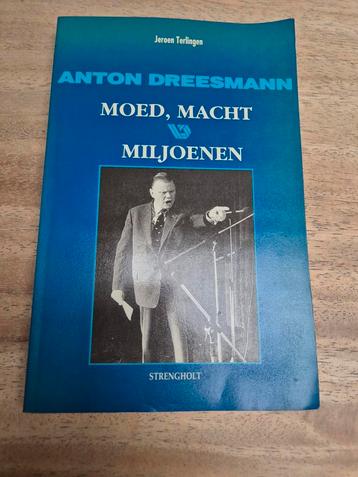 Jeroen Terlingen
ANTON DREESMANN
MOED, MACHT
MILJOENEN
STRENGHOLT